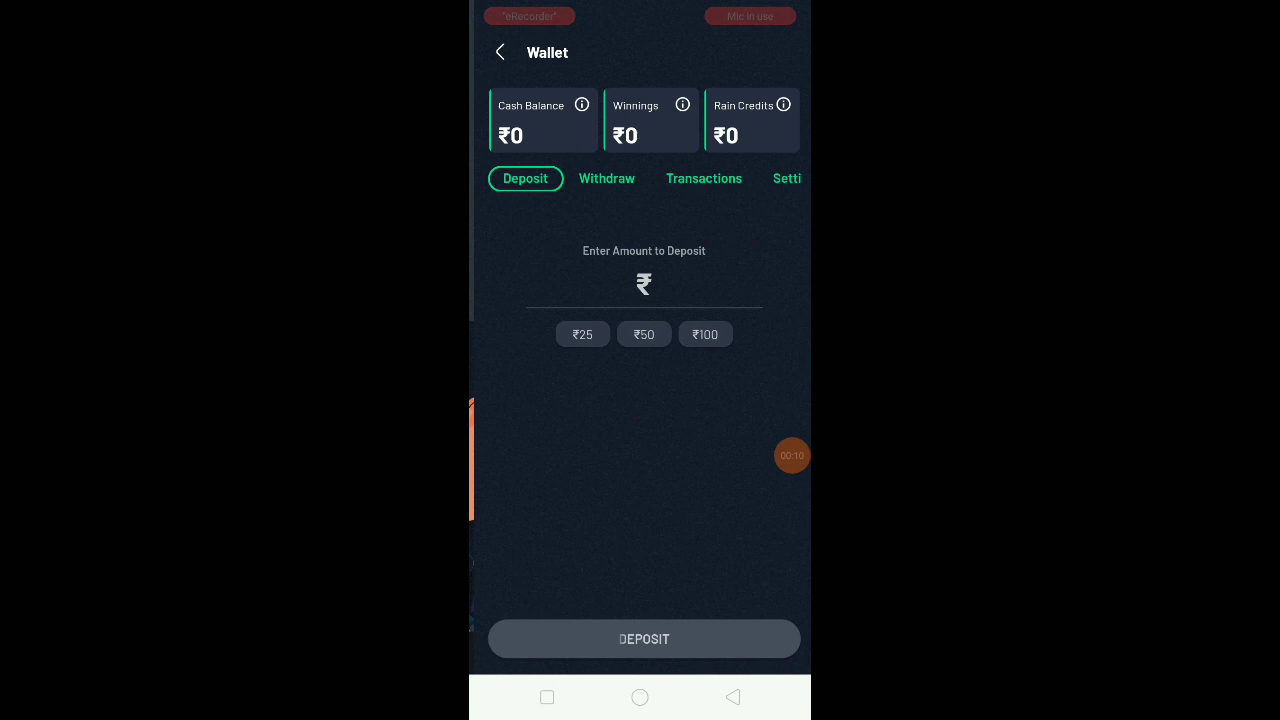 "eRecorder" Mic in use
Wallet
Cash Balance Winnings Rain Credits
₹0 ₹0 ₹0
Deposit Withdraw Transactions Setti
Enter Amount to Deposit
₹
₹25 ₹50 ₹100
00:10
DEPOSIT